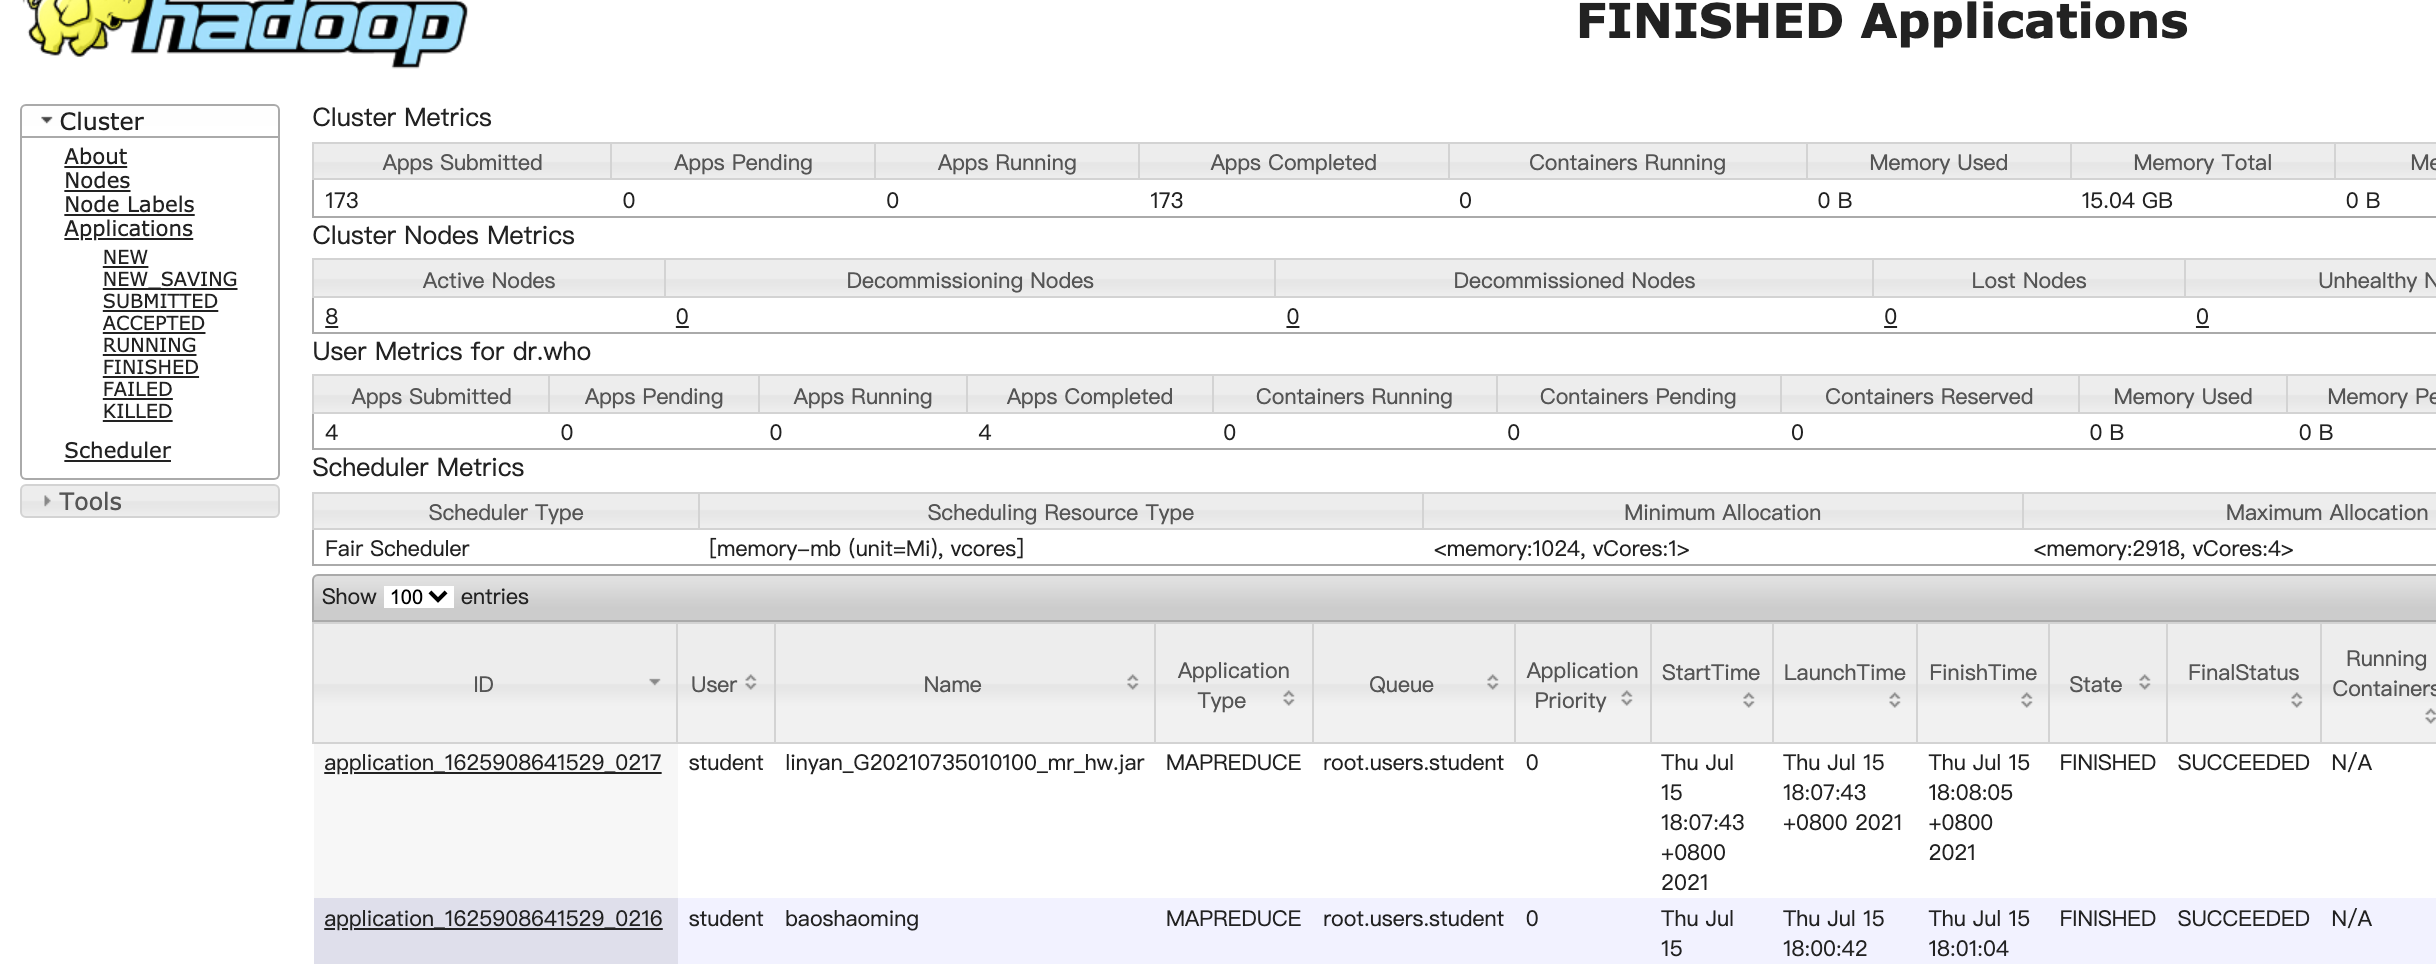 hadoop
FINISHED Applications
Cluster
About
Nodes
Node Labels
Applications
NEW
NEW_SAVING
SUBMITTED
ACCEPTED
RUNNING
FINISHED
FAILED
KILLED
Scheduler
Tools
Cluster Metrics
Apps Submitted Apps Pending Apps Running Apps Completed Containers Running Memory Used Memory Total Me
173 0 0 173 0 0 B 15.04 GB 0 B
Cluster Nodes Metrics
Active Nodes Decommissioning Nodes Decommissioned Nodes Lost Nodes Unhealthy N
8 0 0 0 0
User Metrics for dr.who
Apps Submitted Apps Pending Apps Running Apps Completed Containers Running Containers Pending Containers Reserved Memory Used Memory Pe
4 0 0 4 0 0 0 0 B 0 B
Scheduler Metrics
Scheduler Type Scheduling Resource Type Minimum Allocation Maximum Allocation
Fair Scheduler [memory-mb (unit=Mi), vcores] <memory:1024, vCores:1> <memory:2918, vCores:4>
Show 100 entries
ID User Name Application Type Queue Application Priority StartTime LaunchTime FinishTime State FinalStatus Running Containers
application_1625908641529_0217 student linyan_G20210735010100_mr_hw.jar MAPREDUCE root.users.student 0 Thu Jul Thu Jul 15 Thu Jul 15 FINISHED SUCCEEDED N/A
15 18:07:43 18:08:05
18:07:43 +0800 2021 +0800
+0800 2021
2021
application_1625908641529_0216 student baoshaoming MAPREDUCE root.users.student 0 Thu Jul Thu Jul 15 Thu Jul 15 FINISHED SUCCEEDED N/A
15 18:00:42 18:01:04